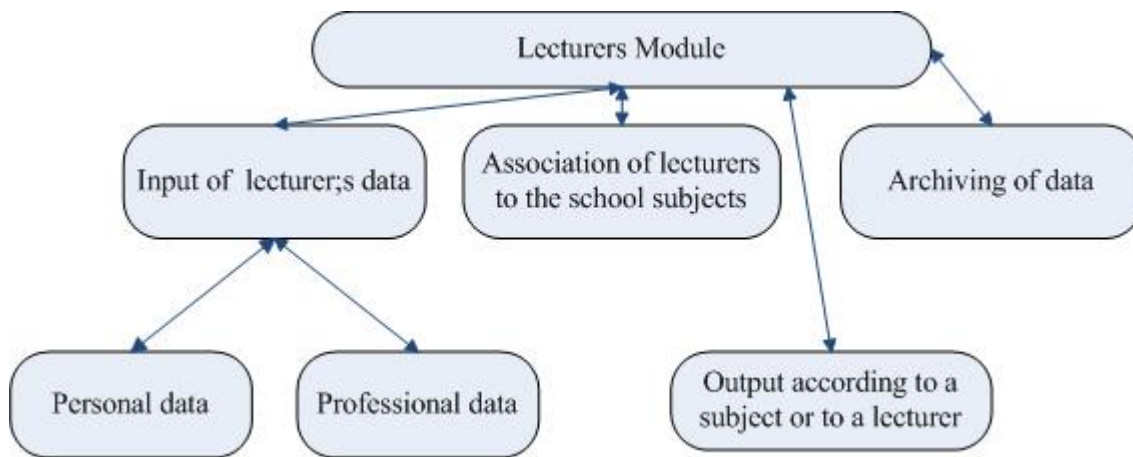 Lecturers Module
Input of lecturer;s data
Association of lecturers
to the school subjects
Archiving of data
Personal data
Professional data
Output according to a
subject or to a lecturer